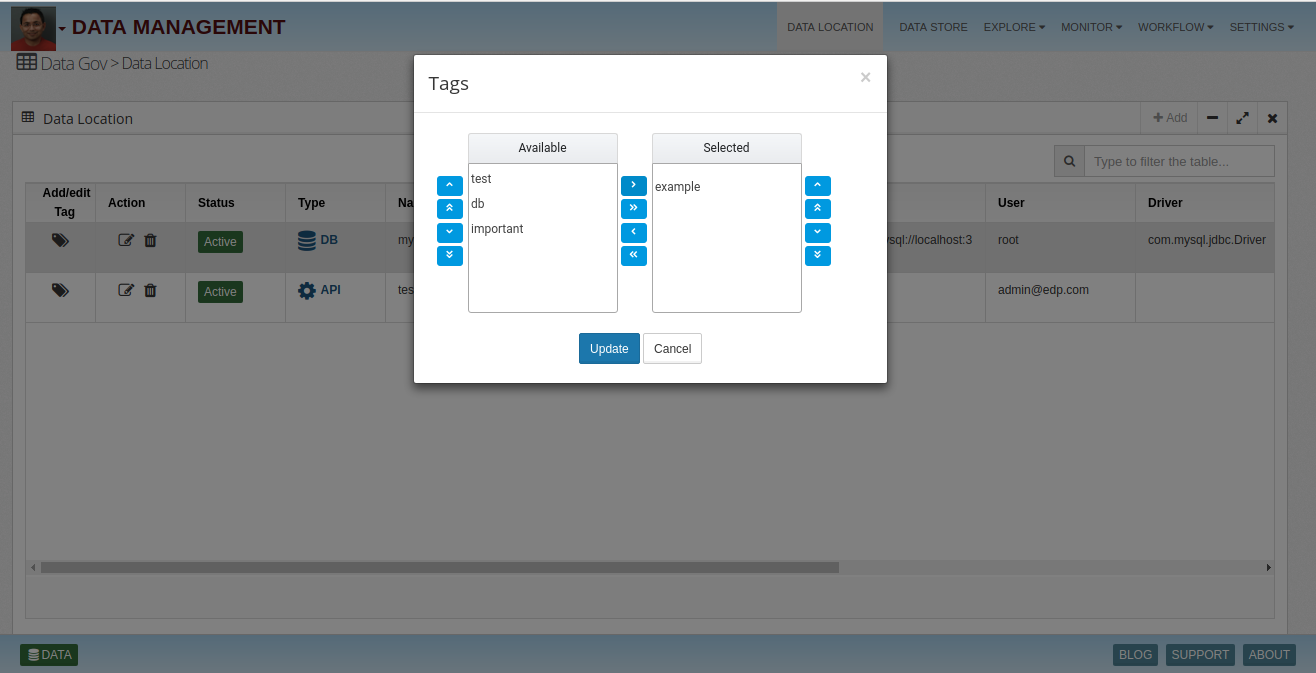 DATA MANAGEMENT
DATA LOCATION DATA STORE EXPLORE MONITOR WORKFLOW SETTINGS
Data Gov > Data Location
Tags ×
Data Location
Add
Type to filter the table...
Available Selected
test
db
important
example
Update Cancel
Add/edit Tag Action Status Type Na User Driver
Active DB my sql://localhost:3 root com.mysql.jdbc.Driver
Active API tes admin@edp.com
DATA
BLOG SUPPORT ABOUT